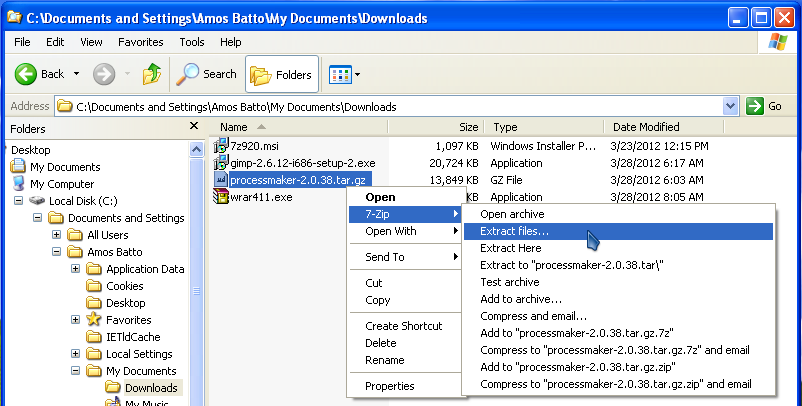 C:\Documents and Settings\Amos Batto\My Documents\Downloads
File Edit View Favorites Tools Help
Back Search Folders
Address C:\Documents and Settings\Amos Batto\My Documents\Downloads Go
Folders
Name Size Type Date Modified
7z920.msi 1,097 KB Windows Installer P... 3/23/2012 12:15 PM
gimp-2.6.12-i686-setup-2.exe 20,724 KB Application 3/28/2012 6:17 AM
processmaker-2.0.38.tar.gz 13,849 KB GZ File 3/28/2012 6:03 AM
wrar411.exe KB Application 3/28/2012 8:05 AM
Desktop
My Documents
My Computer
Local Disk (C:)
Documents and Settings
All Users
Amos Batto
Application Data
Cookies
Desktop
Favorites
IETldCache
Local Settings
My Documents
Downloads
My Music
Open
7-Zip
Open With
Send To
Cut
Copy
Create Shortcut
Delete
Rename
Properties
Open archive
Extract files...
Extract Here
Extract to "processmaker-2.0.38.tar\"
Test archive
Add to archive...
Compress and email...
Add to "processmaker-2.0.38.tar.gz.7z"
Compress to "processmaker-2.0.38.tar.gz.7z" and email
Add to "processmaker-2.0.38.tar.gz.zip"
Compress to "processmaker-2.0.38.tar.gz.zip" and email